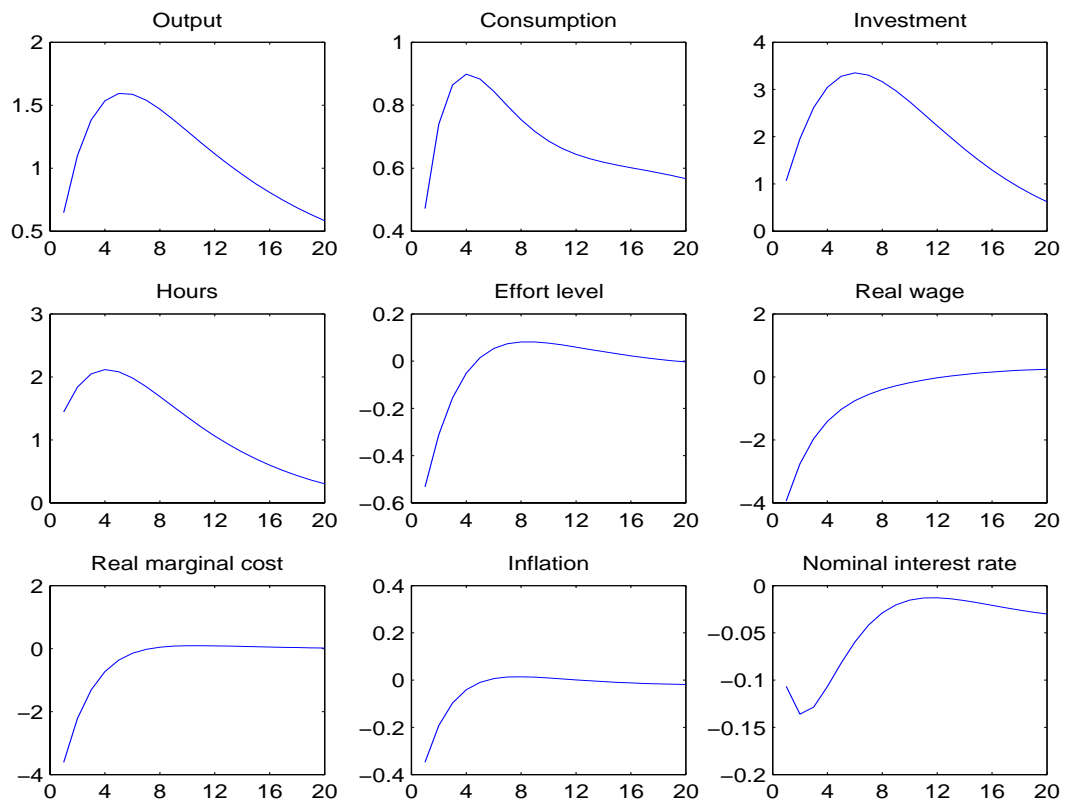 Output
Consumption
Investment
2
1.5
1
0.5
0 4 8 12 16 20
1
0.8
0.6
0.4
0 4 8 12 16 20
4
3
2
1
0
0 4 8 12 16 20
Hours
Effort level
Real wage
3
2
1
0
0 4 8 12 16 20
0.2
0
−0.2
−0.4
−0.6
0 4 8 12 16 20
2
0
−2
−4
0 4 8 12 16 20
Real marginal cost
Inflation
Nominal interest rate
2
0
−2
−4
0 4 8 12 16 20
0.4
0.2
0
−0.2
−0.4
0 4 8 12 16 20
0
−0.05
−0.1
−0.15
−0.2
0 4 8 12 16 20